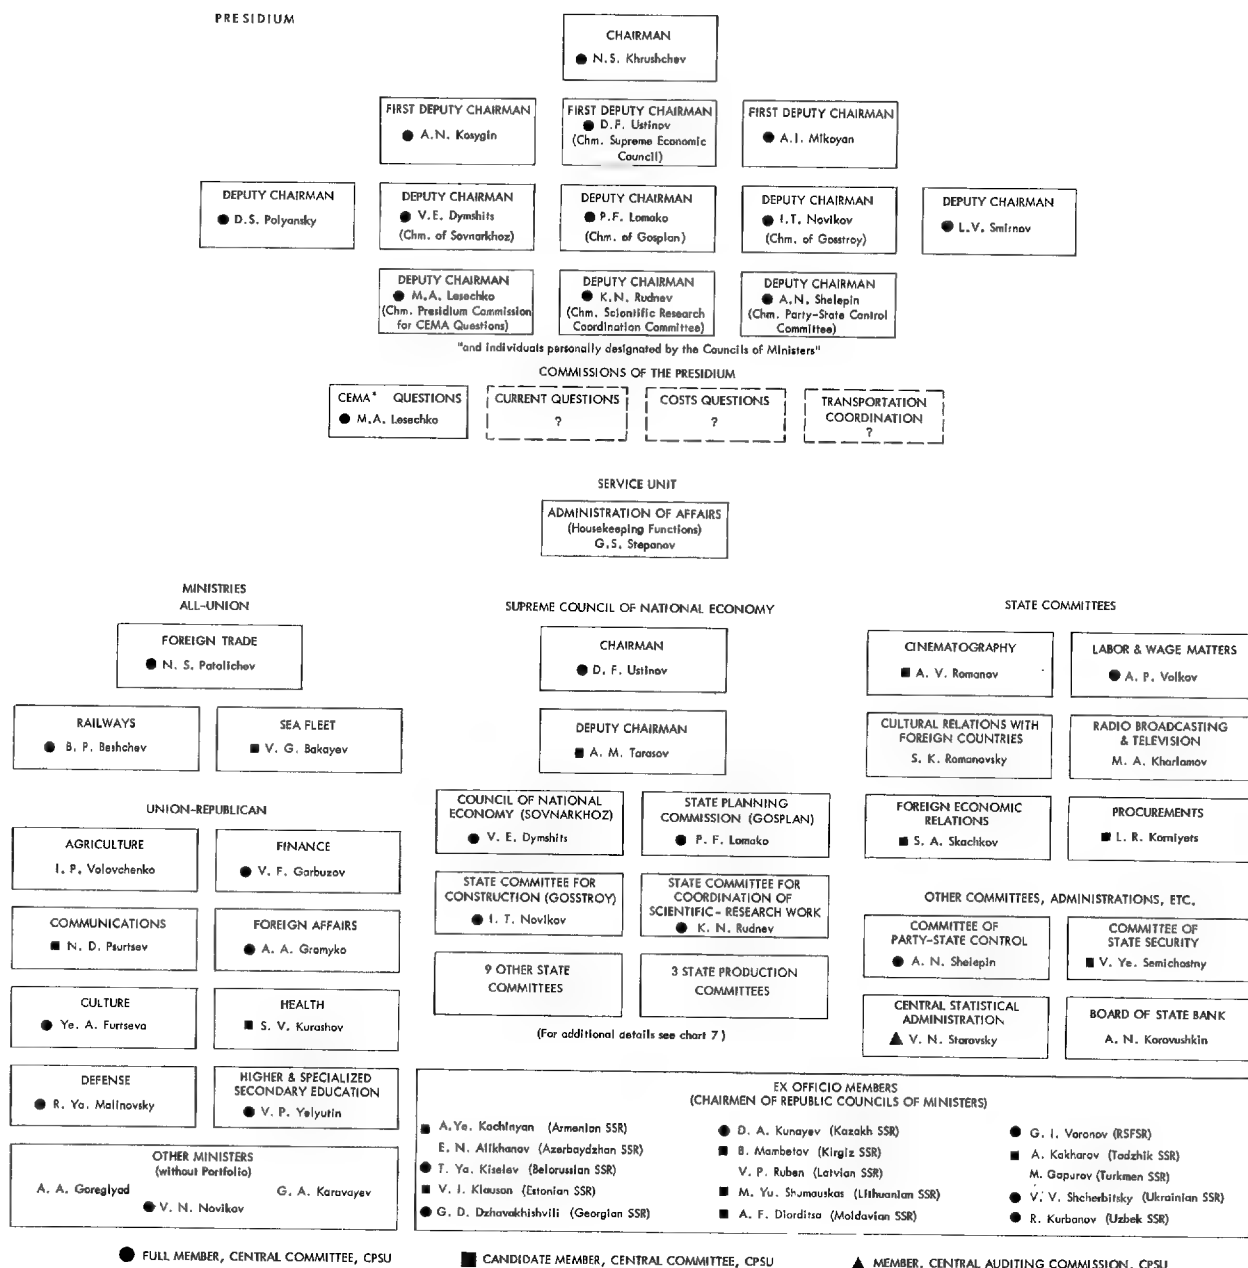 PRESIDIUM
CHAIRMAN
● N.S. Khrushchev
FIRST DEPUTY CHAIRMAN
● A.N. Kosygin
FIRST DEPUTY CHAIRMAN
● D.F. Ustinov
(Chm. Supreme Economic
Council)
FIRST DEPUTY CHAIRMAN
● A.I. Mikoyan
DEPUTY CHAIRMAN
● D.S. Polyansky
DEPUTY CHAIRMAN
● V.E. Dymshits
(Chm. of Sovnarkhoz)
DEPUTY CHAIRMAN
● P.F. Lomako
(Chm. of Gosplan)
DEPUTY CHAIRMAN
● I.T. Novikov
(Chm. of Gosstroy)
DEPUTY CHAIRMAN
● L.V. Smirnov
DEPUTY CHAIRMAN
● M.A. Lesechko
(Chm. Presidium Commission
for CEMA Questions)
DEPUTY CHAIRMAN
● K.N. Rudnev
(Chm. Scientific Research
Coordination Committee)
DEPUTY CHAIRMAN
● A.N. Shelepin
(Chm. Party-State Control
Committee)
"and individuals personally designated by the Councils of Ministers"
COMMISSIONS OF THE PRESIDIUM
CEMA* QUESTIONS
● M.A. Lesechko
CURRENT QUESTIONS
?
COSTS QUESTIONS
?
TRANSPORTATION
COORDINATION
?
SERVICE UNIT
ADMINISTRATION OF AFFAIRS
(Housekeeping Functions)
G.S. Stepanov
MINISTRIES
ALL-UNION
FOREIGN TRADE
● N. S. Patolichev
RAILWAYS
● B. P. Beshchev
SEA FLEET
■ V. G. Bakayev
UNION-REPUBLICAN
AGRICULTURE
I. P. Volovchenko
FINANCE
● V. F. Garbuzov
COMMUNICATIONS
■ N. D. Psurtsev
FOREIGN AFFAIRS
● A. A. Gromyko
CULTURE
● Ye. A. Furtseva
HEALTH
■ S. V. Kurashov
DEFENSE
● R. Ya. Malinovsky
HIGHER & SPECIALIZED
SECONDARY EDUCATION
● V. P. Yelyutin
OTHER MINISTERS
(without Portfolio)
A. A. Goreglyad
G. A. Karavayev
● V. N. Novikov
SUPREME COUNCIL OF NATIONAL ECONOMY
CHAIRMAN
● D. F. Ustinov
DEPUTY CHAIRMAN
■ A. M. Tarasov
COUNCIL OF NATIONAL
ECONOMY (SOVNARKHOZ)
● V. E. Dymshits
STATE PLANNING
COMMISSION (GOSPLAN)
● P. F. Lomako
STATE COMMITTEE FOR
CONSTRUCTION (GOSSTROY)
● I. T. Novikov
STATE COMMITTEE FOR
COORDINATION OF
SCIENTIFIC-RESEARCH WORK
● K. N. Rudnev
9 OTHER STATE
COMMITTEES
3 STATE PRODUCTION
COMMITTEES
(For additional details see chart 7)
STATE COMMITTEES
CINEMATOGRAPHY
■ A. V. Romanov
LABOR & WAGE MATTERS
● A. P. Volkov
CULTURAL RELATIONS WITH
FOREIGN COUNTRIES
S. K. Romanovsky
RADIO BROADCASTING
& TELEVISION
M. A. Kharlamov
FOREIGN ECONOMIC
RELATIONS
■ S. A. Skachkov
PROCUREMENTS
■ L. R. Korniyets
OTHER COMMITTEES, ADMINISTRATIONS, ETC.
COMMITTEE OF
PARTY-STATE CONTROL
● A. N. Shelepin
COMMITTEE OF
STATE SECURITY
■ V. Ye. Semichastny
CENTRAL STATISTICAL
ADMINISTRATION
▲ V. N. Starovsky
BOARD OF STATE BANK
A. N. Korovushkin
EX OFFICIO MEMBERS
(CHAIRMEN OF REPUBLIC COUNCILS OF MINISTERS)
■ A.Ye. Kochinyan (Armenian SSR)
E. N. Alikhanov (Azerbaydzhan SSR)
● T. Ya. Kiselev (Belorussian SSR)
■ V. I. Klauson (Estonian SSR)
● G. D. Dzhavakhishvili (Georgian SSR)
● D. A. Kunayev (Kazakh SSR)
■ B. Mambetov (Kirgiz SSR)
V. P. Ruben (Latvian SSR)
■ M. Yu. Shumauskas (Lithuanian SSR)
■ A. F. Diorditsa (Moldavian SSR)
● G. I. Voronov (RSFSR)
■ A. Kakharov (Tadzhik SSR)
M. Gapurov (Turkmen SSR)
● V. V. Shcherbitsky (Ukrainian SSR)
● R. Kurbanov (Uzbek SSR)
● FULL MEMBER, CENTRAL COMMITTEE, CPSU
■ CANDIDATE MEMBER, CENTRAL COMMITTEE, CPSU
▲ MEMBER, CENTRAL AUDITING COMMISSION, CPSU